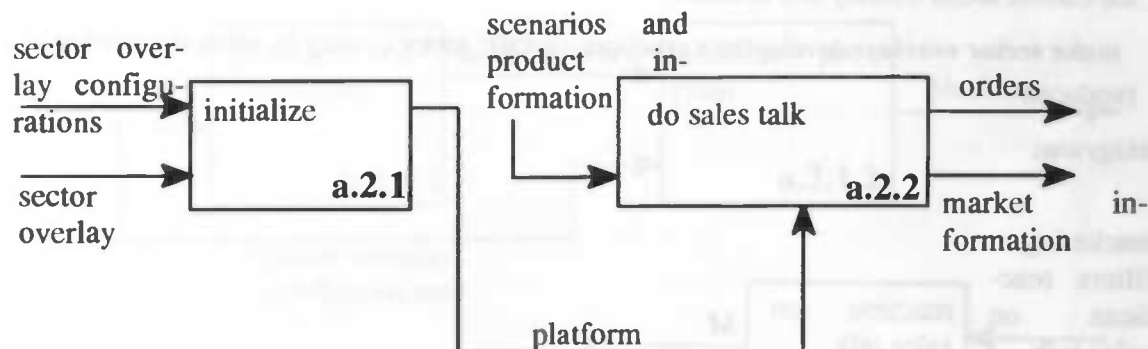 sector over-
lay configu-
rations
sector
overlay
initialize
a.2.1
scenarios and
product in-
formation
do sales talk
a.2.2
orders
market in-
formation
platform